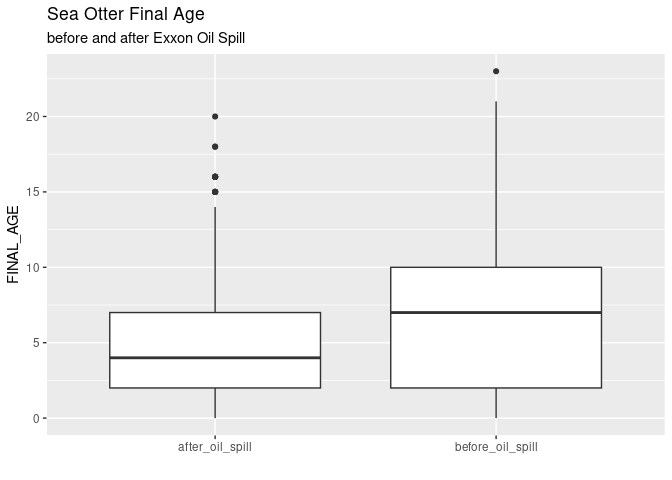 Sea Otter Final Age
before and after Exxon Oil Spill
FINAL_AGE
20
15
10
5
0
after_oil_spill
before_oil_spill